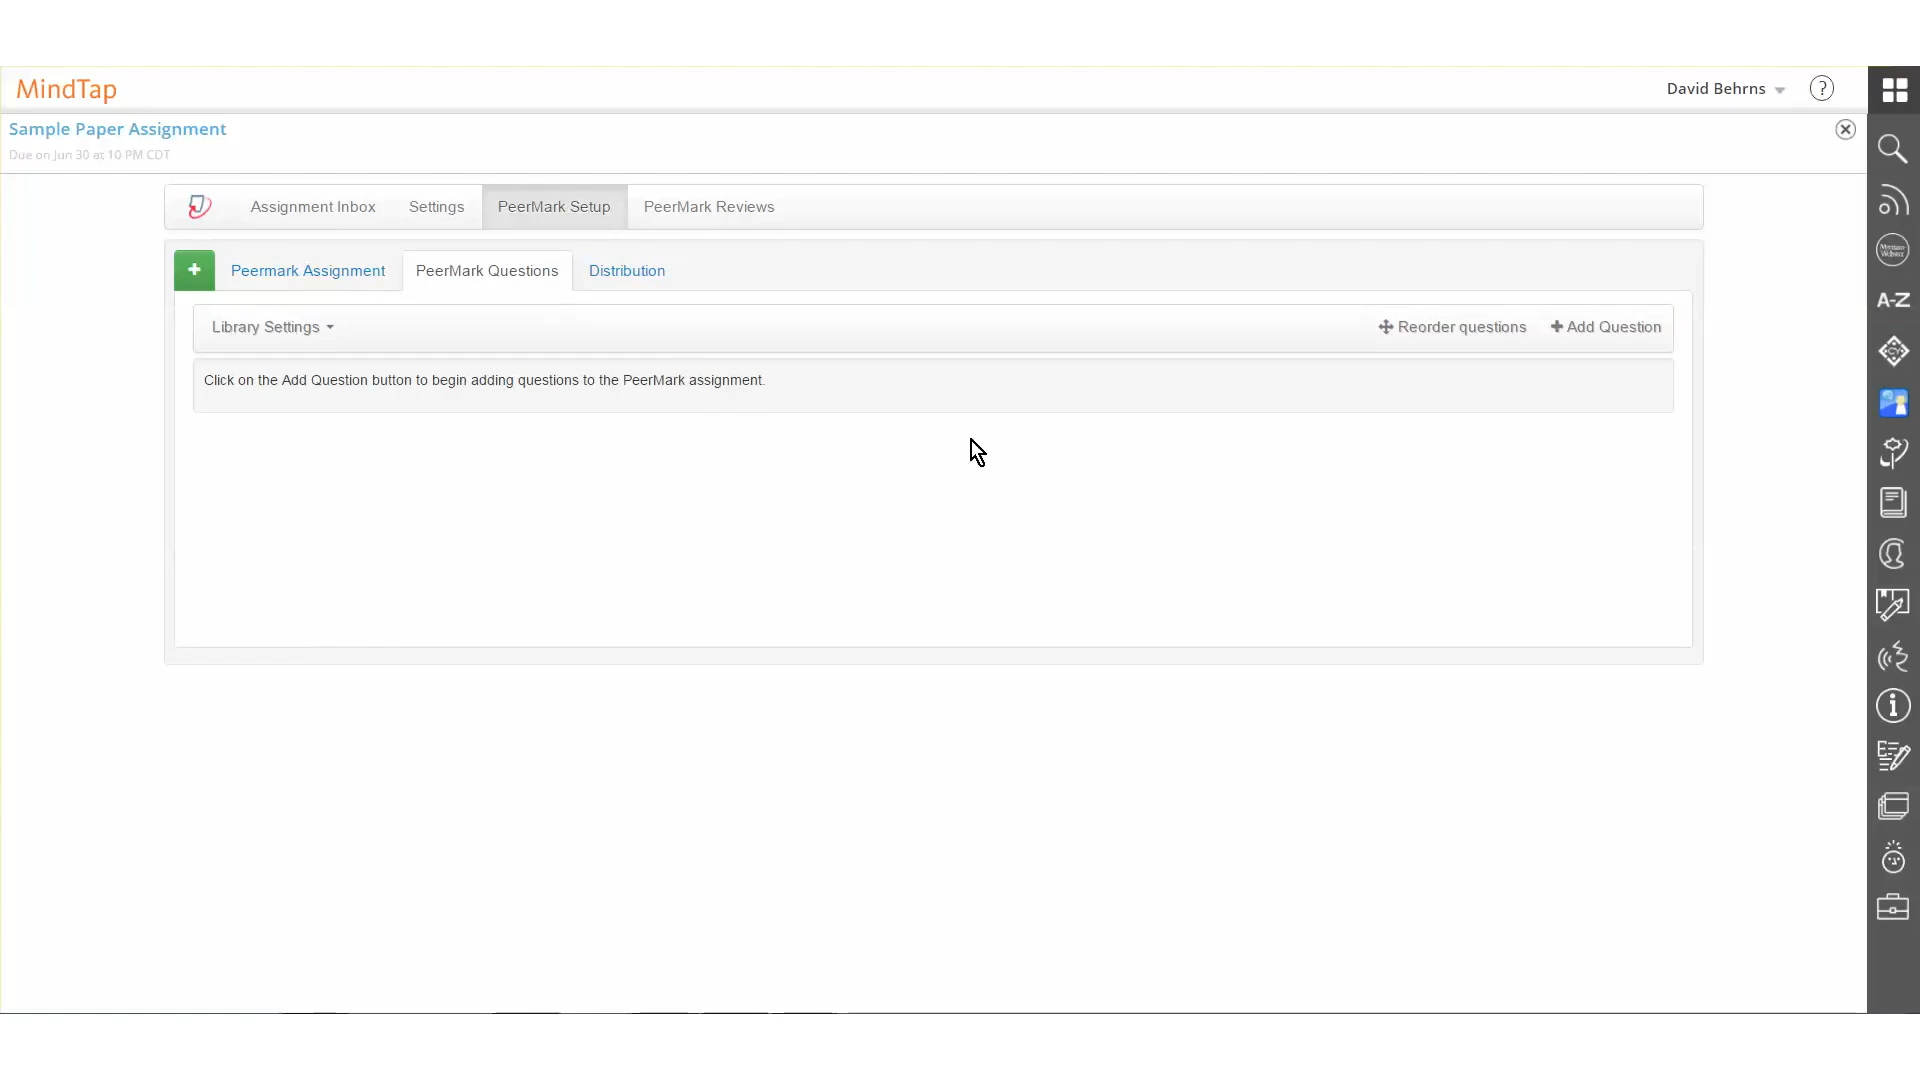 MindTap
David Behrns
?
Sample Paper Assignment
Due on Jun 30 at 10 PM CDT
Assignment Inbox
Settings
PeerMark Setup
PeerMark Reviews
Peermark Assignment
PeerMark Questions
Distribution
Library Settings
Reorder questions
Add Question
Click on the Add Question button to begin adding questions to the PeerMark assignment.
A-Z